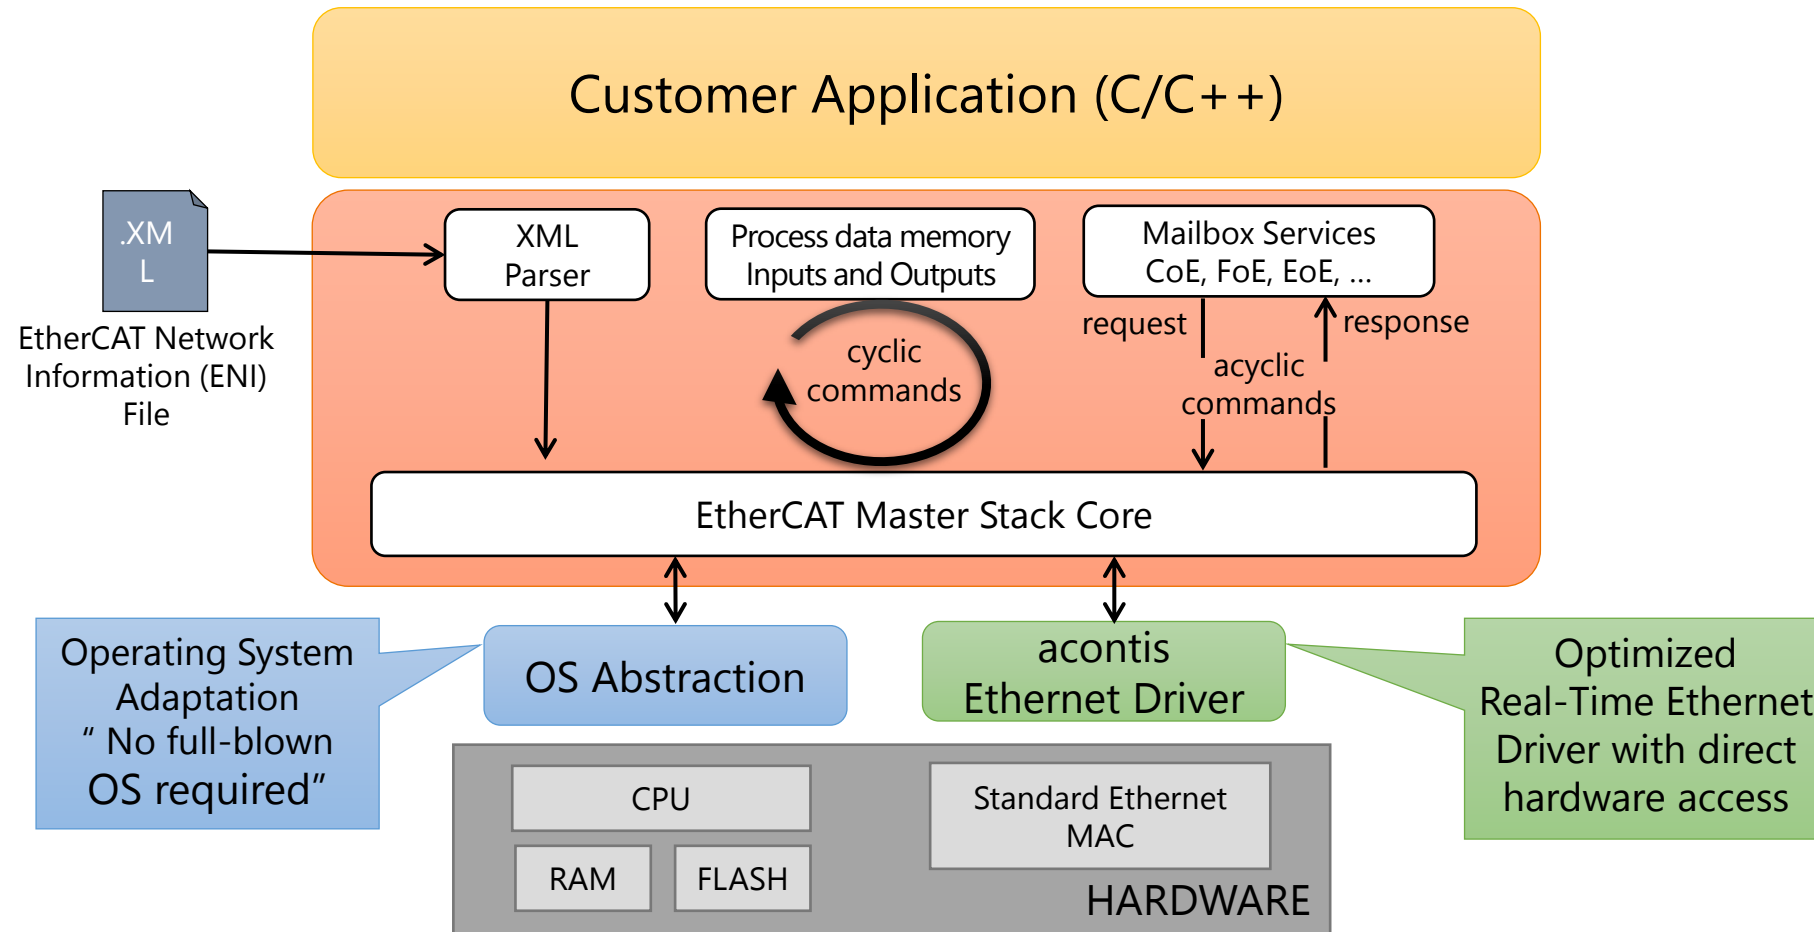 Customer Application (C/C++)
.XM
L
EtherCAT Network
Information (ENI)
File
XML
Parser
Process data memory
Inputs and Outputs
Mailbox Services
CoE, FoE, EoE, ...
request
response
cyclic
commands
acyclic
commands
EtherCAT Master Stack Core
Operating System
Adaptation
“ No full-blown
OS required”
OS Abstraction
acontis
Ethernet Driver
Optimized
Real-Time Ethernet
Driver with direct
hardware access
CPU
RAM
FLASH
Standard Ethernet
MAC
HARDWARE